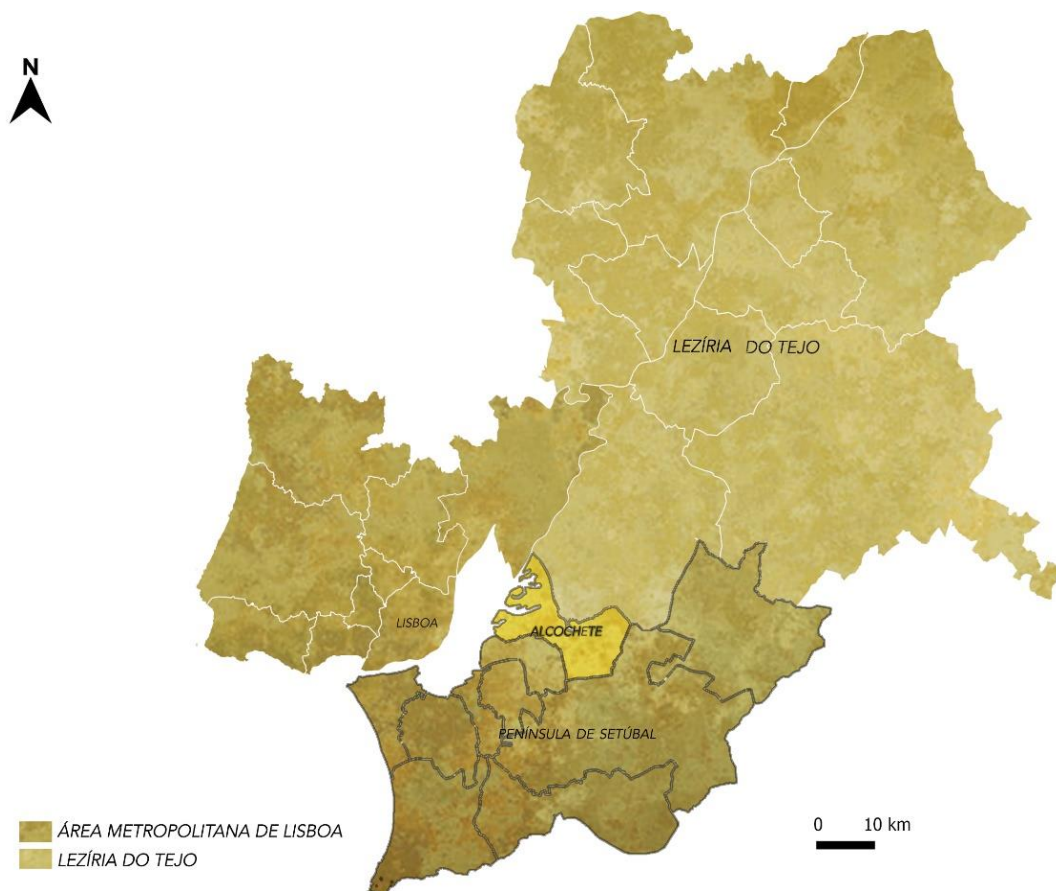 N
LEZÍRIA DO TEJO
LISBOA
ALCOCHETE
PENÍNSULA DE SETÚBAL
ÁREA METROPOLITANA DE LISBOA
LEZÍRIA DO TEJO
0 10 km